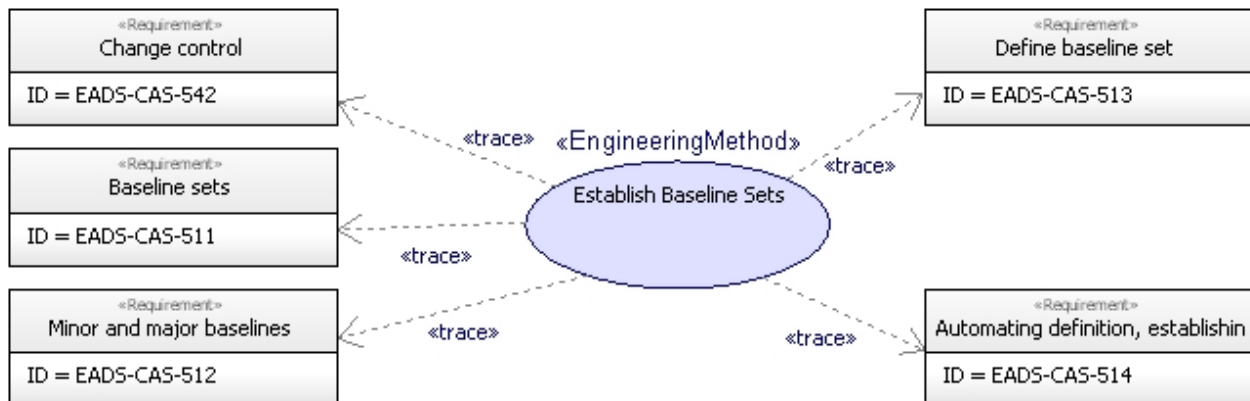 «Requirement»
Change control
ID = EADS-CAS-542
«Requirement»
Define baseline set
ID = EADS-CAS-513
«trace»
«EngineeringMethod»
«trace»
«Requirement»
Baseline sets
ID = EADS-CAS-511
Establish Baseline Sets
«trace»
«Requirement»
Minor and major baselines
ID = EADS-CAS-512
«trace»
«trace»
«Requirement»
Automating definition, establishin
ID = EADS-CAS-514